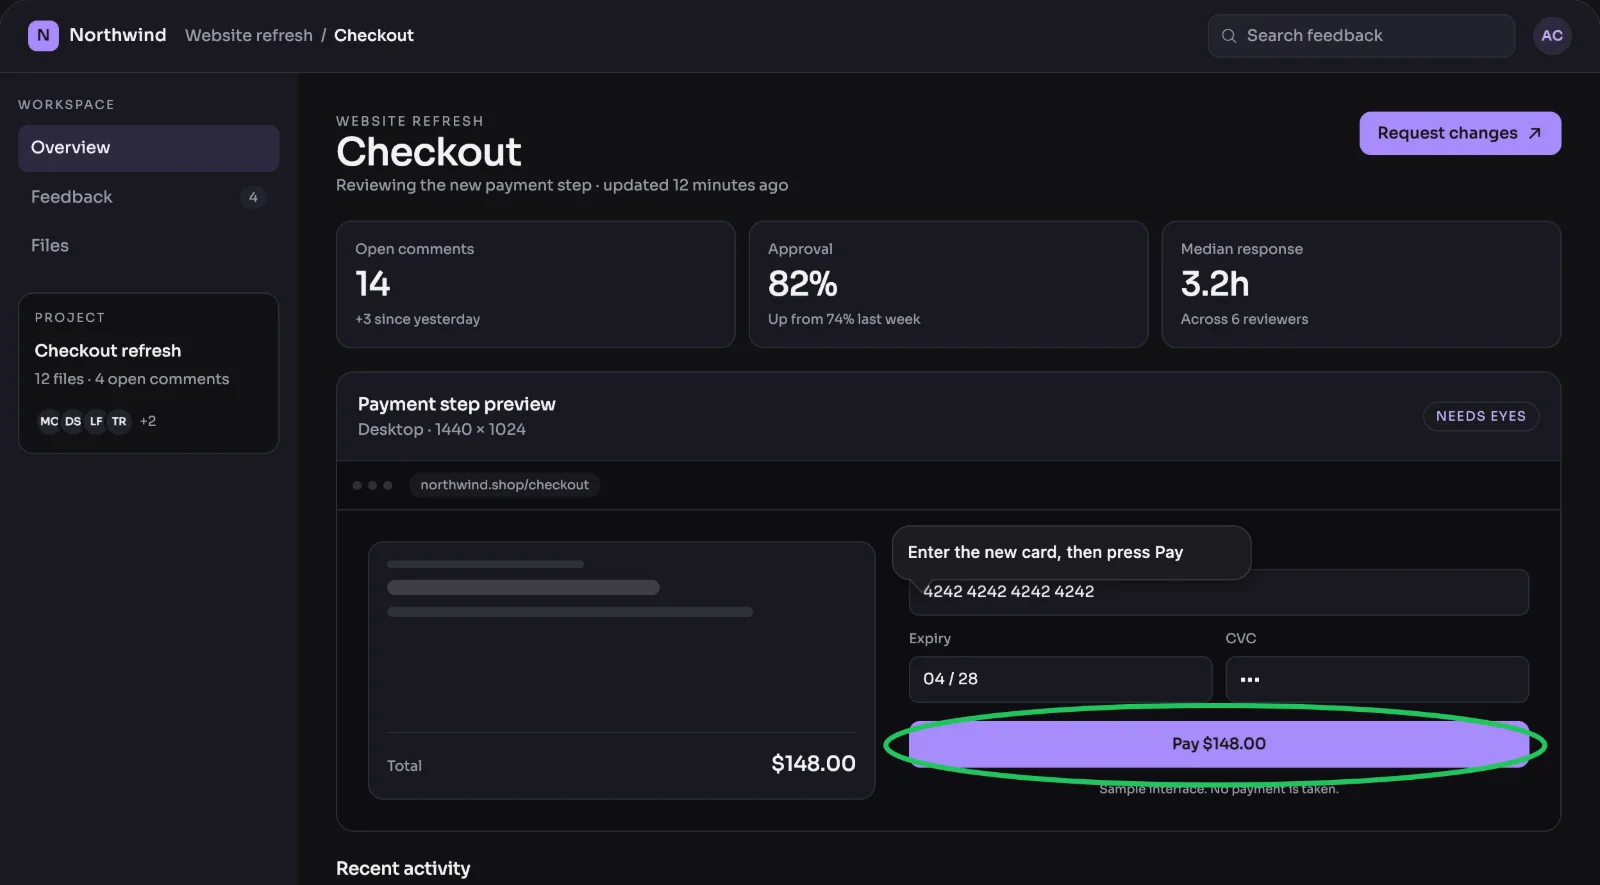 N Northwind Website refresh / Checkout
Search feedback
AC
WORKSPACE
Overview
Feedback 4
Files
PROJECT
Checkout refresh
12 files · 4 open comments
MC DS LF TR +2
WEBSITE REFRESH
Checkout
Reviewing the new payment step · updated 12 minutes ago
Request changes ↗
Open comments
14
+3 since yesterday
Approval
82%
Up from 74% last week
Median response
3.2h
Across 6 reviewers
Payment step preview
Desktop · 1440 × 1024
NEEDS EYES
northwind.shop/checkout
Total $148.00
Enter the new card, then press Pay
4242 4242 4242 4242
Expiry CVC
04 / 28 •••
Pay $148.00
Sample interface. No payment is taken.
Recent activity